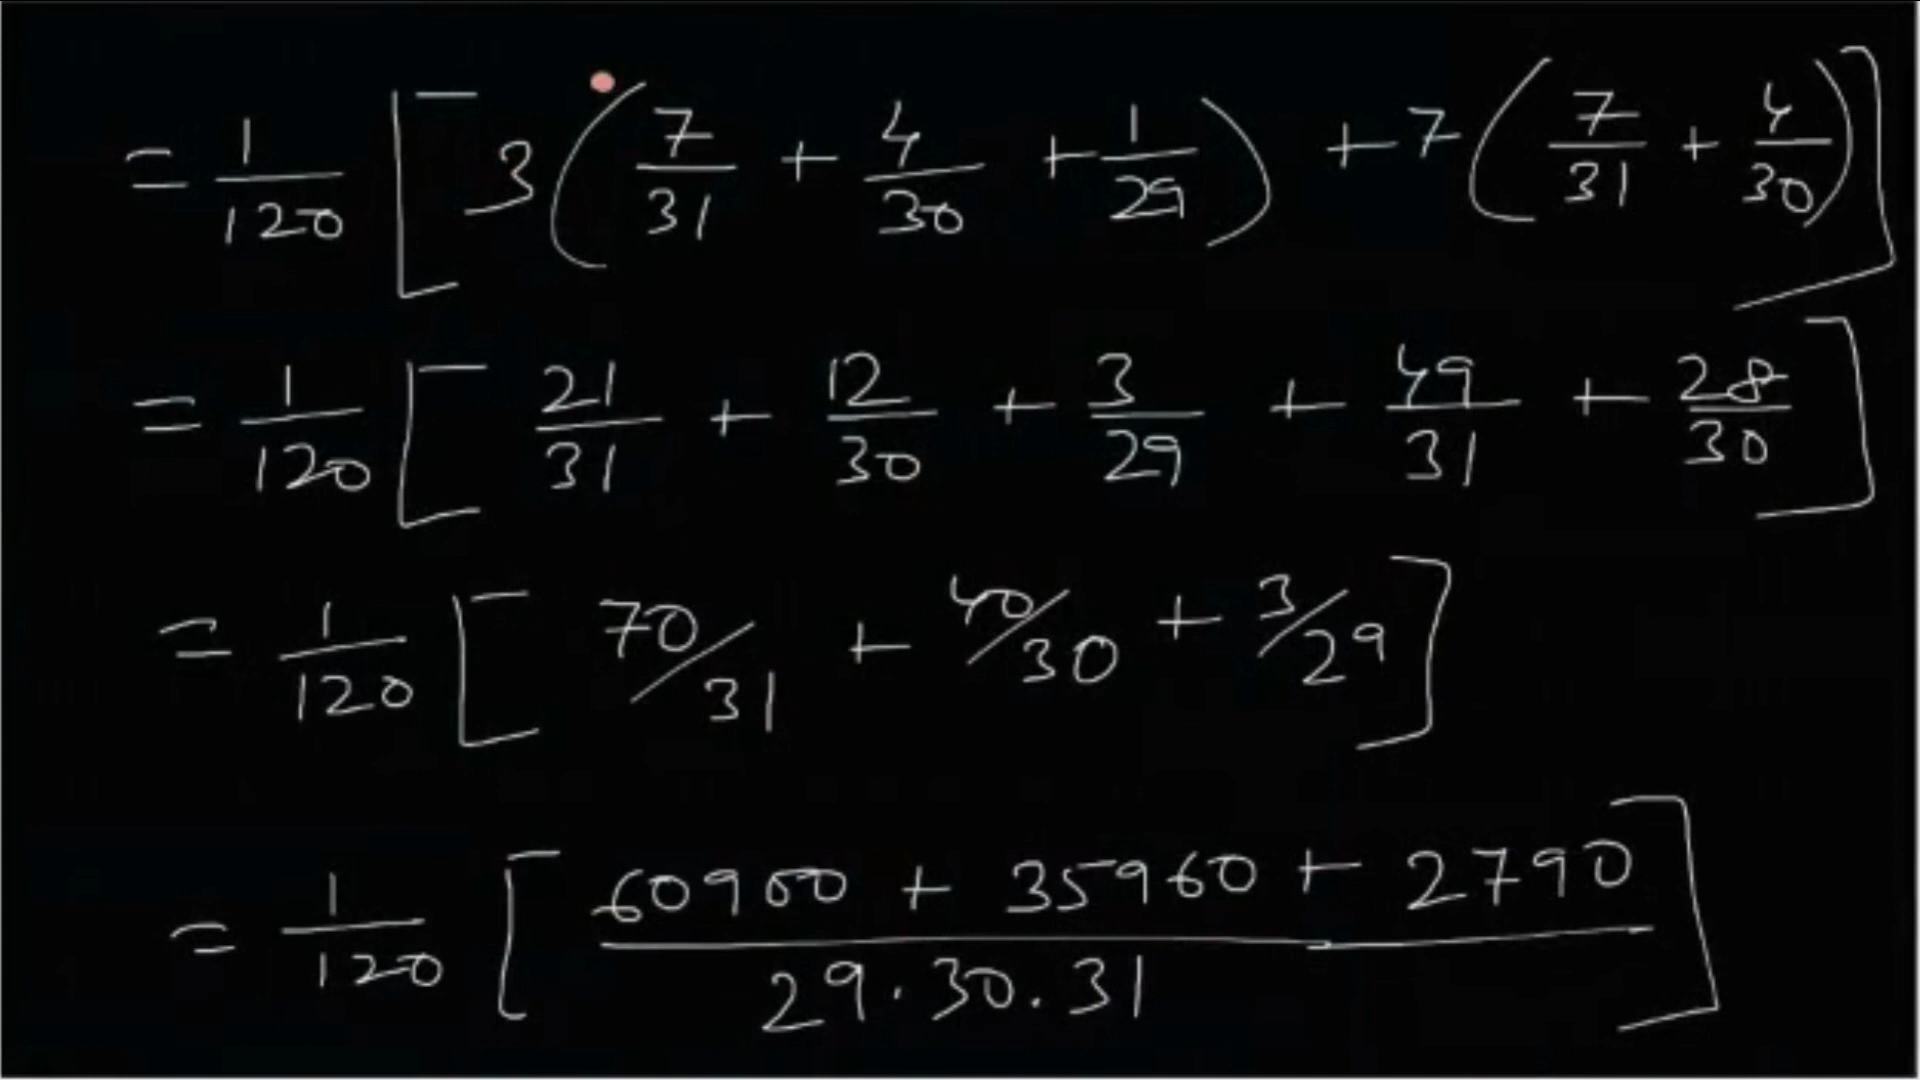 = 1/120 [ 3 ( 7/31 + 4/30 + 1/29 ) + 7 ( 7/31 + 4/30 ) ]
= 1/120 [ 21/31 + 12/30 + 3/29 + 49/31 + 28/30 ]
= 1/120 [ 70/31 + 40/30 + 3/29 ]
= 1/120 [ (60900 + 35960 + 2790) / (29.30.31) ]